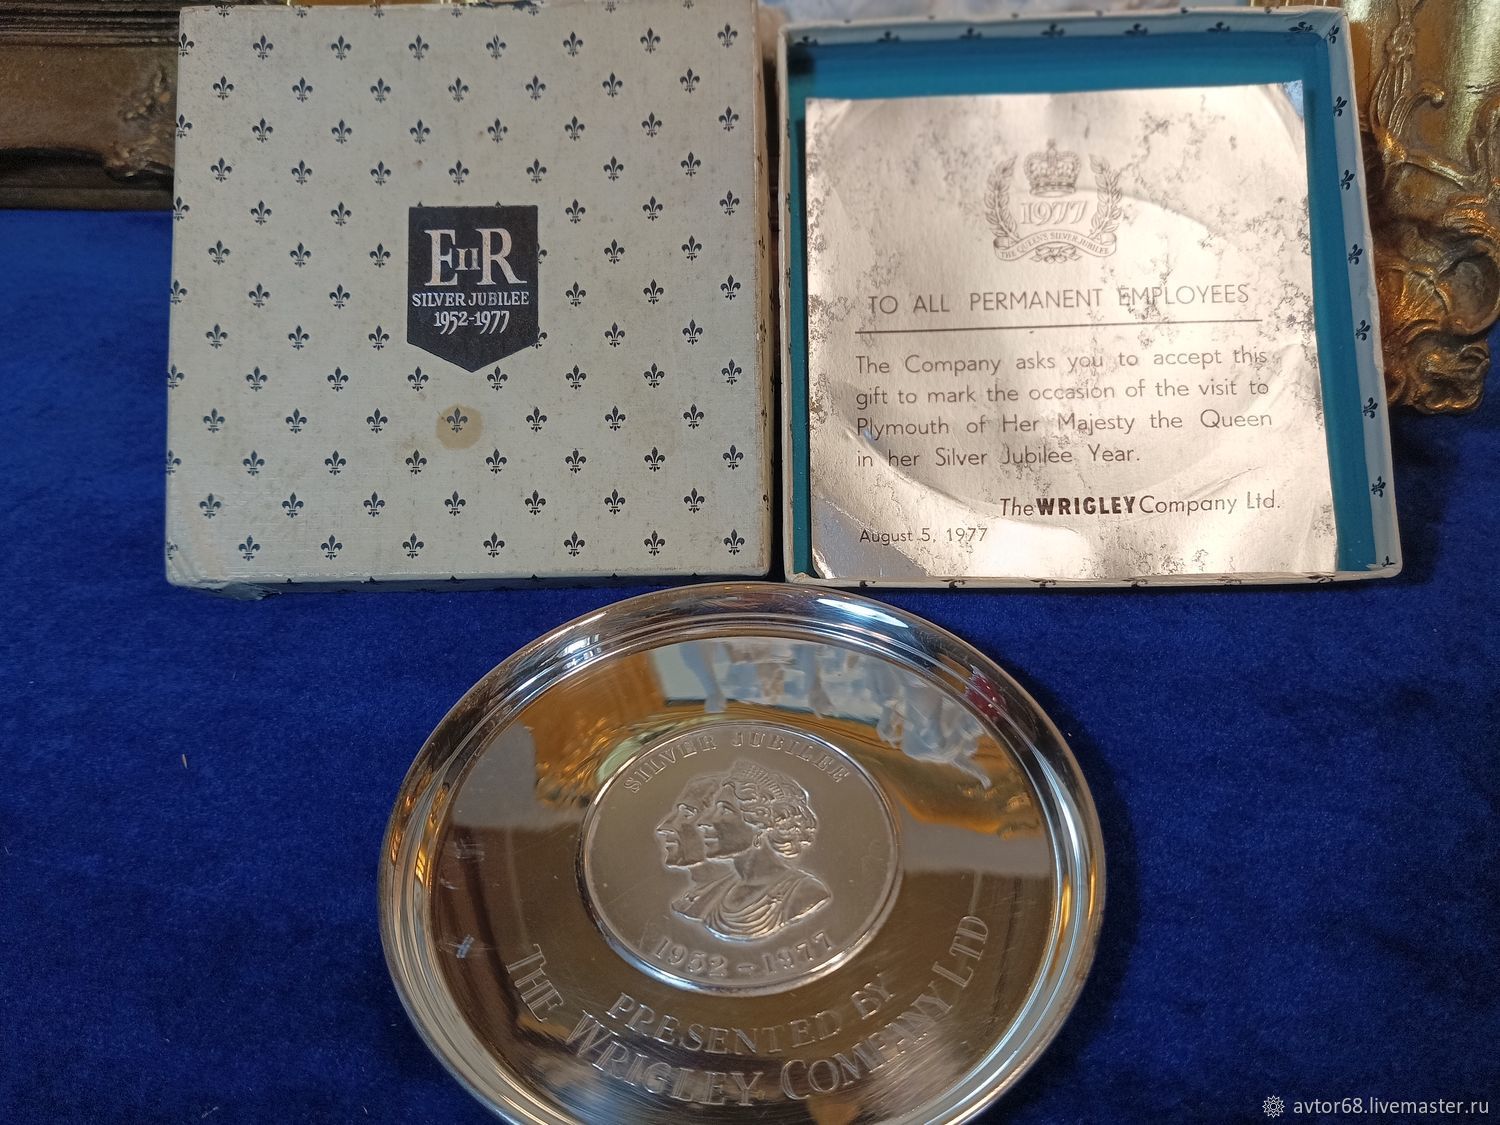 EIIR
SILVER JUBILEE
1952-1977
1977
THE QUEEN'S SILVER JUBILEE
TO ALL PERMANENT EMPLOYEES
The Company asks you to accept this
gift to mark the occasion of the visit to
Plymouth of Her Majesty the Queen
in her Silver Jubilee Year.
The WRIGLEY Company Ltd.
August 5, 1977
SILVER JUBILEE
1952-1977
PRESENTED BY
THE WRIGLEY COMPANY LTD
avtor68.livemaster.ru